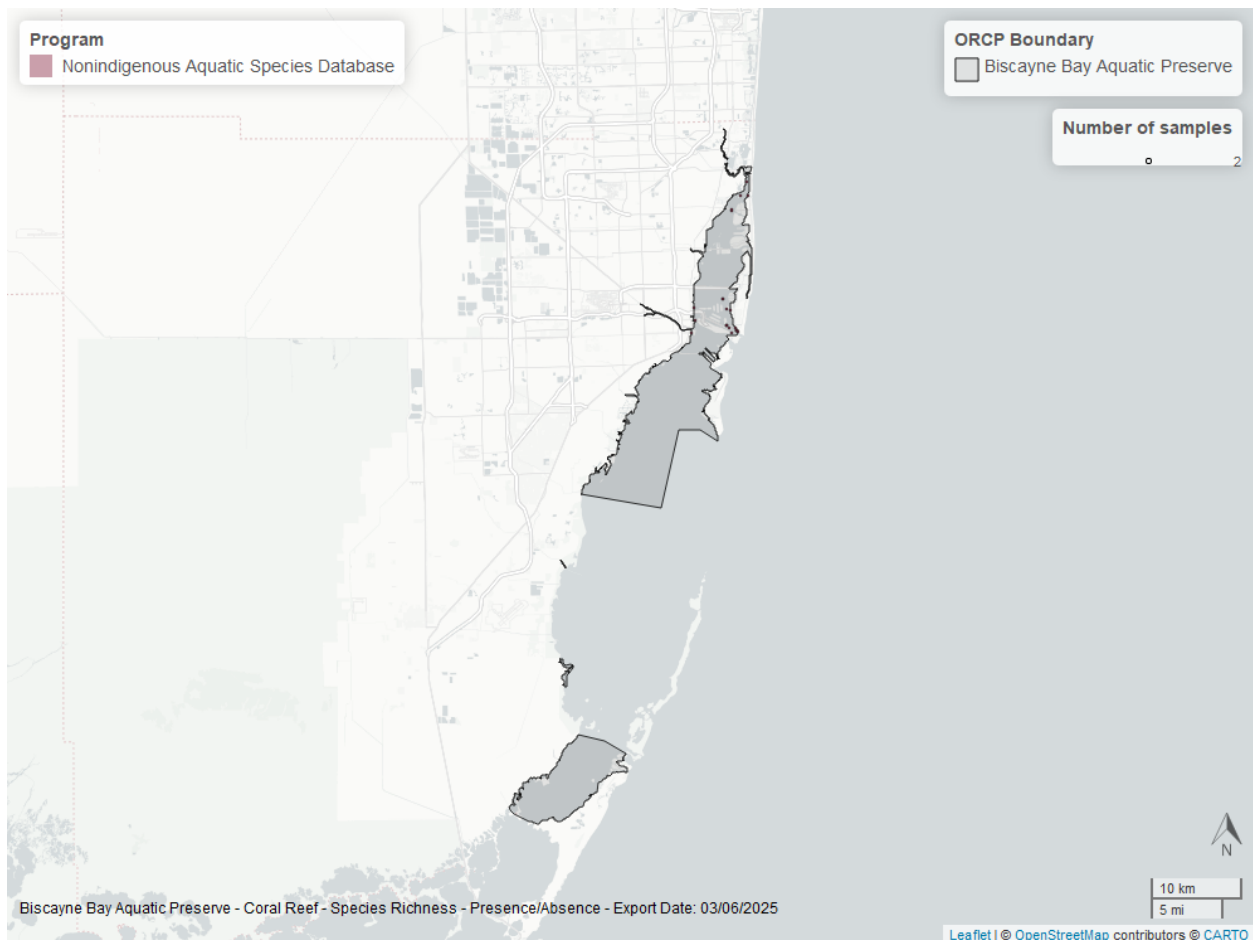 Program
Nonindigenous Aquatic Species Database
ORCP Boundary
Biscayne Bay Aquatic Preserve
Number of samples
2
N
10 km
5 mi
Biscayne Bay Aquatic Preserve - Coral Reef - Species Richness - Presence/Absence - Export Date: 03/06/2025
Leaflet | © OpenStreetMap contributors © CARTO